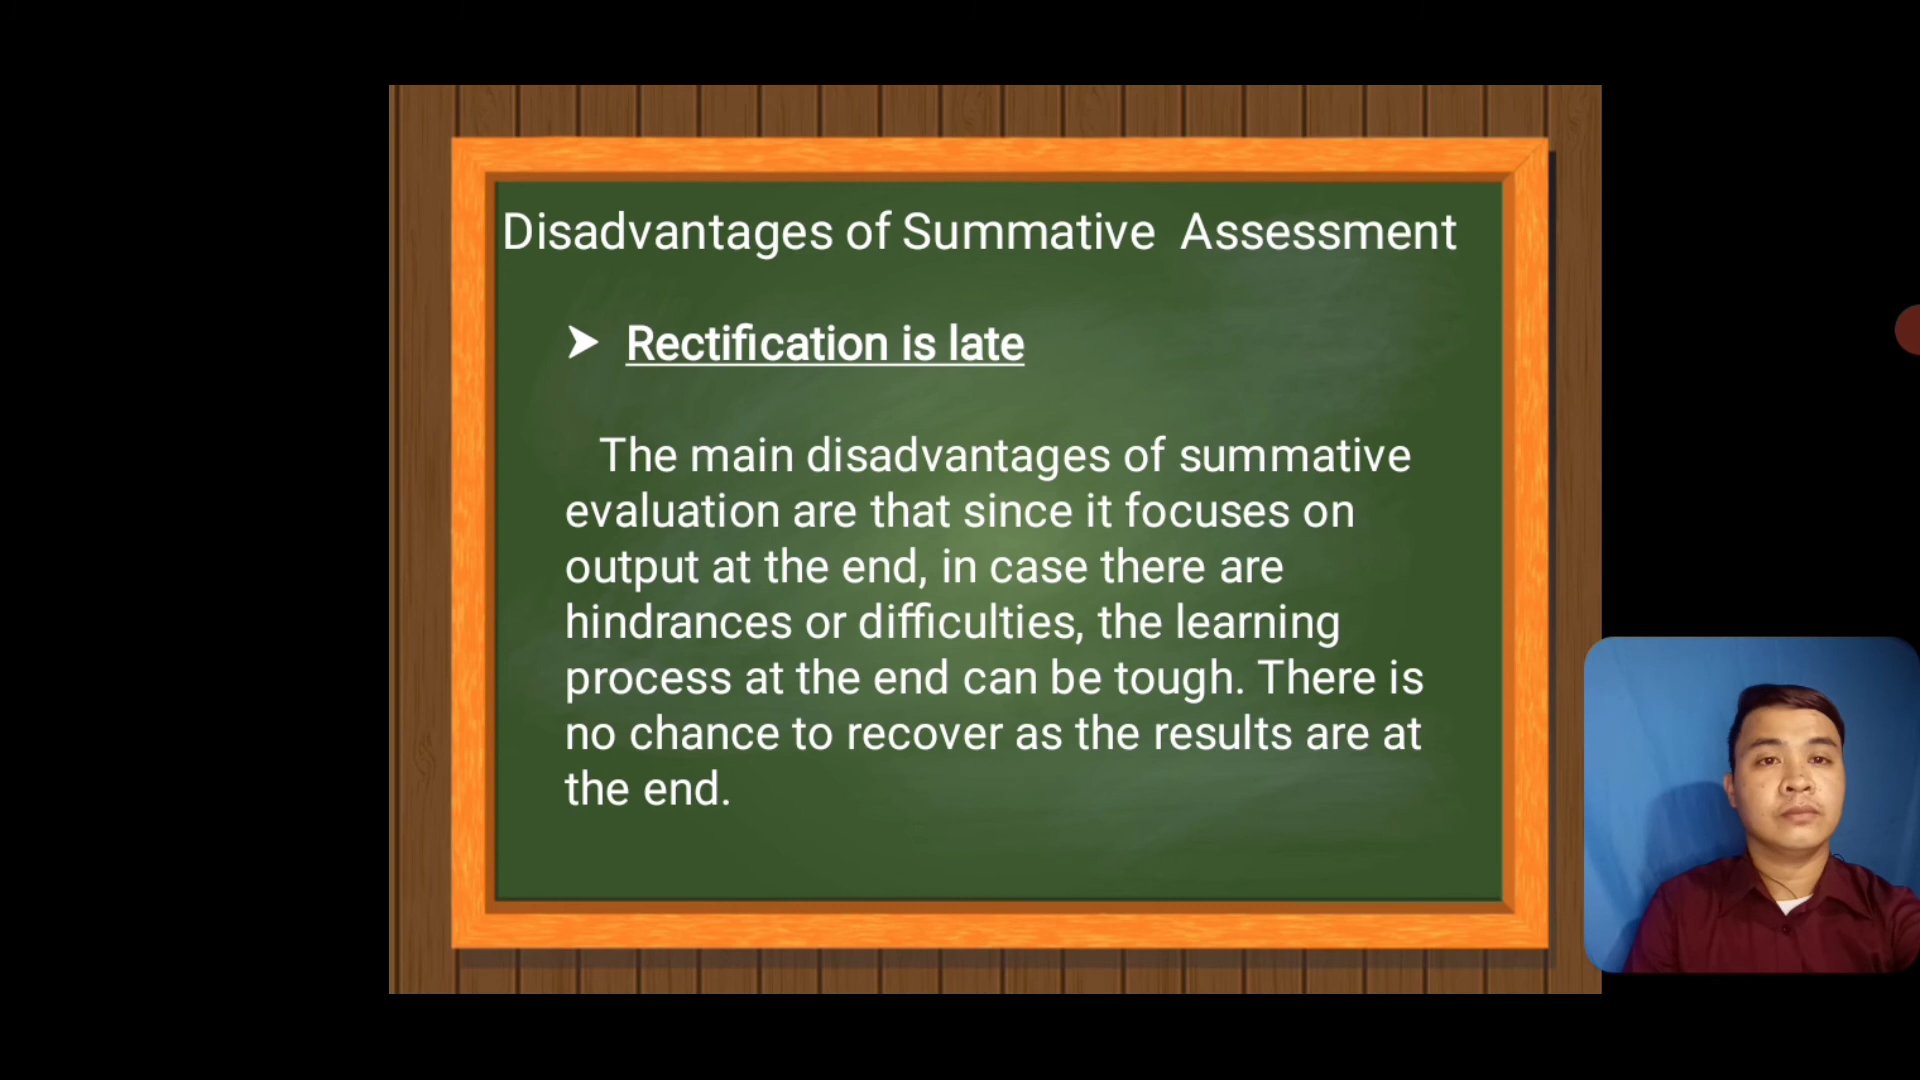 Disadvantages of Summative Assessment
➤ Rectification is late
The main disadvantages of summative
evaluation are that since it focuses on
output at the end, in case there are
hindrances or difficulties, the learning
process at the end can be tough. There is
no chance to recover as the results are at
the end.